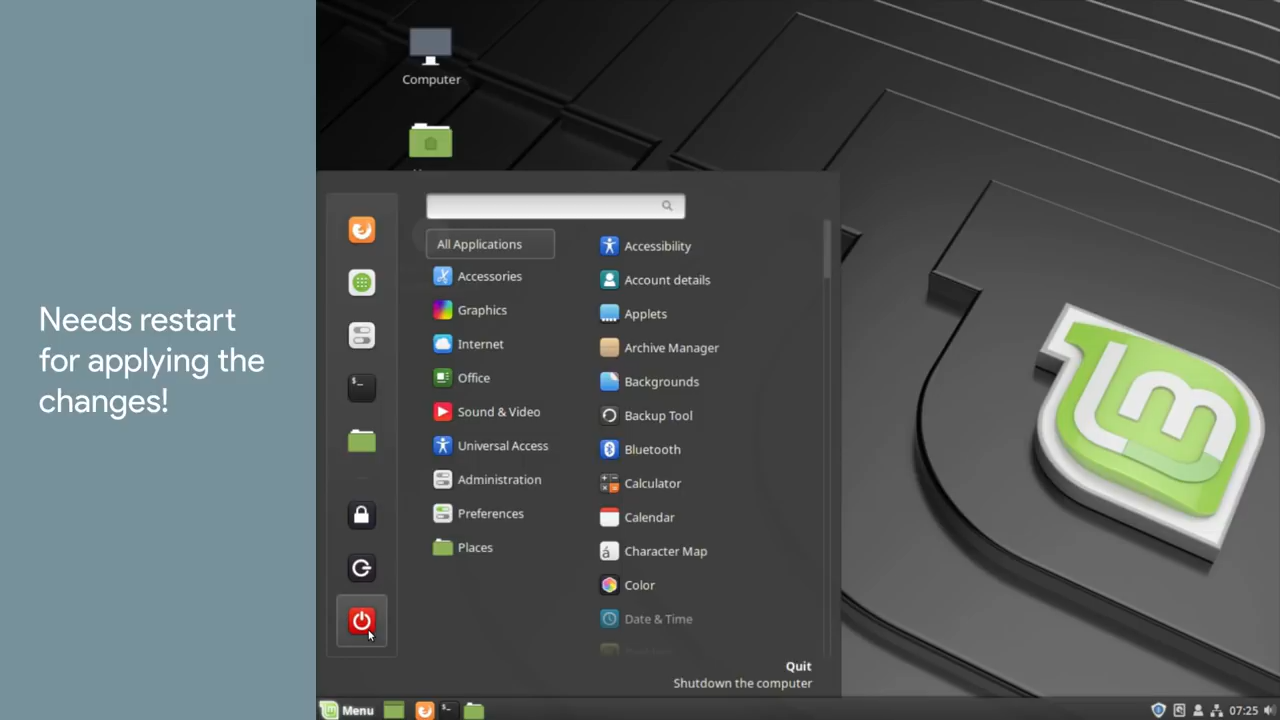 Needs restart
for applying the
changes!
Computer
All Applications
Accessories
Graphics
Internet
Office
Sound & Video
Universal Access
Administration
Preferences
Places
Accessibility
Account details
Applets
Archive Manager
Backgrounds
Backup Tool
Bluetooth
Calculator
Calendar
Character Map
Color
Date & Time
Quit
Shutdown the computer
Menu
07:25